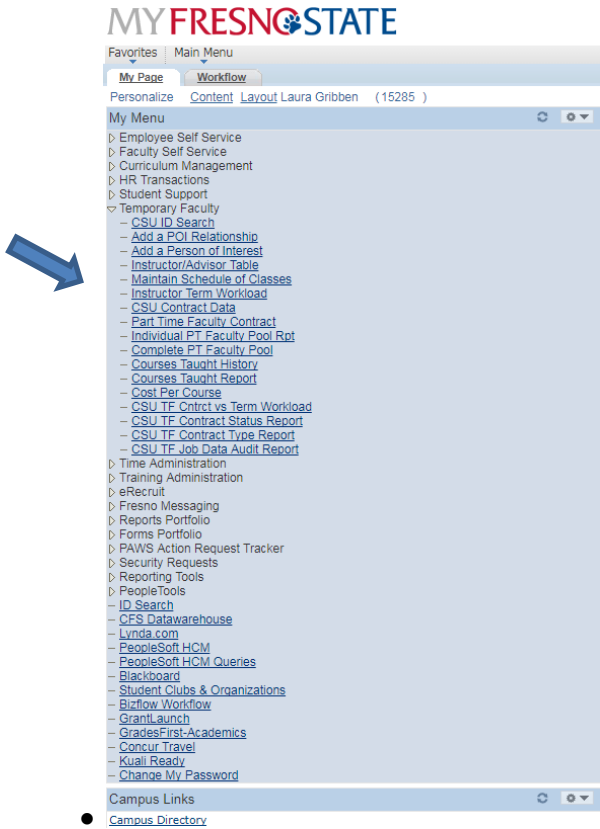 MY FRESNO STATE
Favorites Main Menu
My Page Workflow
Personalize Content Layout Laura Gribben (15285 )
My Menu
Employee Self Service
Faculty Self Service
Curriculum Management
HR Transactions
Student Support
Temporary Faculty
– CSU ID Search
– Add a POI Relationship
– Add a Person of Interest
– Instructor/Advisor Table
– Maintain Schedule of Classes
– Instructor Term Workload
– CSU Contract Data
– Part Time Faculty Contract
– Individual PT Faculty Pool Rpt
– Complete PT Faculty Pool
– Courses Taught History
– Courses Taught Report
– Cost Per Course
– CSU TF Cntrct vs Term Workload
– CSU TF Contract Status Report
– CSU TF Contract Type Report
– CSU TF Job Data Audit Report
Time Administration
Training Administration
eRecruit
Fresno Messaging
Reports Portfolio
Forms Portfolio
PAWS Action Request Tracker
Security Requests
Reporting Tools
PeopleTools
– ID Search
– CFS Datawarehouse
– Lynda.com
– PeopleSoft HCM
– PeopleSoft HCM Queries
– Blackboard
– Student Clubs & Organizations
– Bizflow Workflow
– GrantLaunch
– GradesFirst-Academics
– Concur Travel
– Kuali Ready
– Change My Password
Campus Links
● Campus Directory